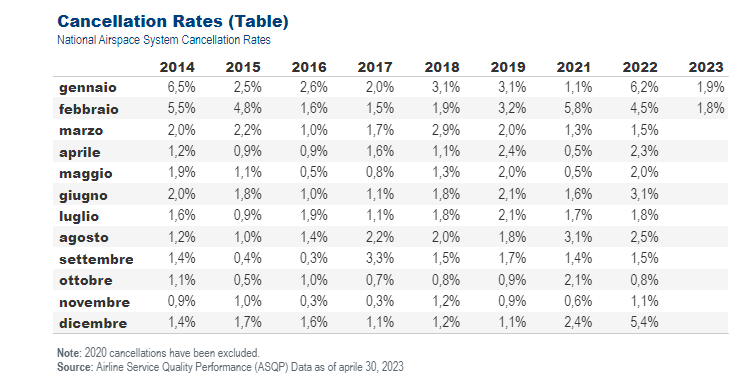 Cancellation Rates (Table)
National Airspace System Cancellation Rates
2014 2015 2016 2017 2018 2019 2021 2022 2023
gennaio 6,5% 2,5% 2,6% 2,0% 3,1% 3,1% 1,1% 6,2% 1,9%
febbraio 5,5% 4,8% 1,6% 1,5% 1,9% 3,2% 5,8% 4,5% 1,8%
marzo 2,0% 2,2% 1,0% 1,7% 2,9% 2,0% 1,3% 1,5%
aprile 1,2% 0,9% 0,9% 1,6% 1,1% 2,4% 0,5% 2,3%
maggio 1,9% 1,1% 0,5% 0,8% 1,3% 2,0% 0,5% 2,0%
giugno 2,0% 1,8% 1,0% 1,1% 1,8% 2,1% 1,6% 3,1%
luglio 1,6% 0,9% 1,9% 1,1% 1,8% 2,1% 1,7% 1,8%
agosto 1,2% 1,0% 1,4% 2,2% 2,0% 1,8% 3,1% 2,5%
settembre 1,4% 0,4% 0,3% 3,3% 1,5% 1,7% 1,4% 1,5%
ottobre 1,1% 0,5% 1,0% 0,7% 0,8% 0,9% 2,1% 0,8%
novembre 0,9% 1,0% 0,3% 0,3% 1,2% 0,9% 0,6% 1,1%
dicembre 1,4% 1,7% 1,6% 1,1% 1,2% 1,1% 2,4% 5,4%
Note: 2020 cancellations have been excluded.
Source: Airline Service Quality Performance (ASQP) Data as of aprile 30, 2023